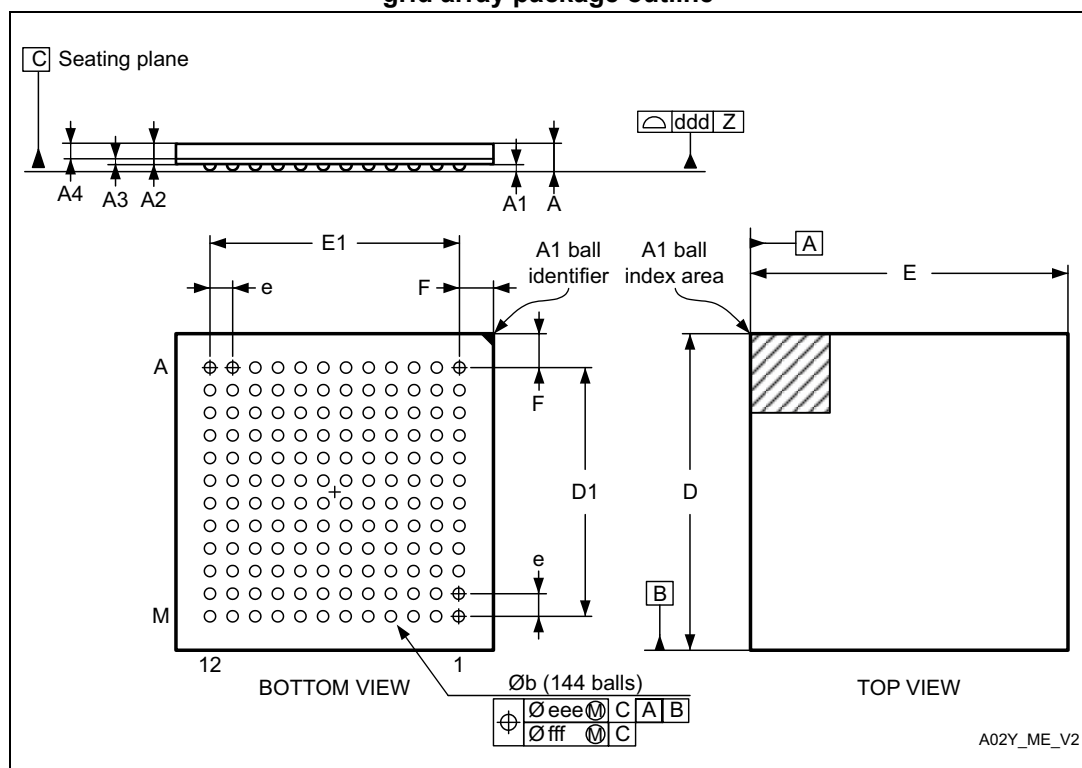 grid array package outline
C Seating plane
ddd Z
A4 A3 A2 A1 A
E1
e
F
A1 ball
identifier
A1 ball
index area
A
E
A
F
D1
D
e
B
M
12 1
BOTTOM VIEW
Øb (144 balls)
Ø eee Ⓜ C A B
Ø fff Ⓜ C
TOP VIEW
A02Y_ME_V2